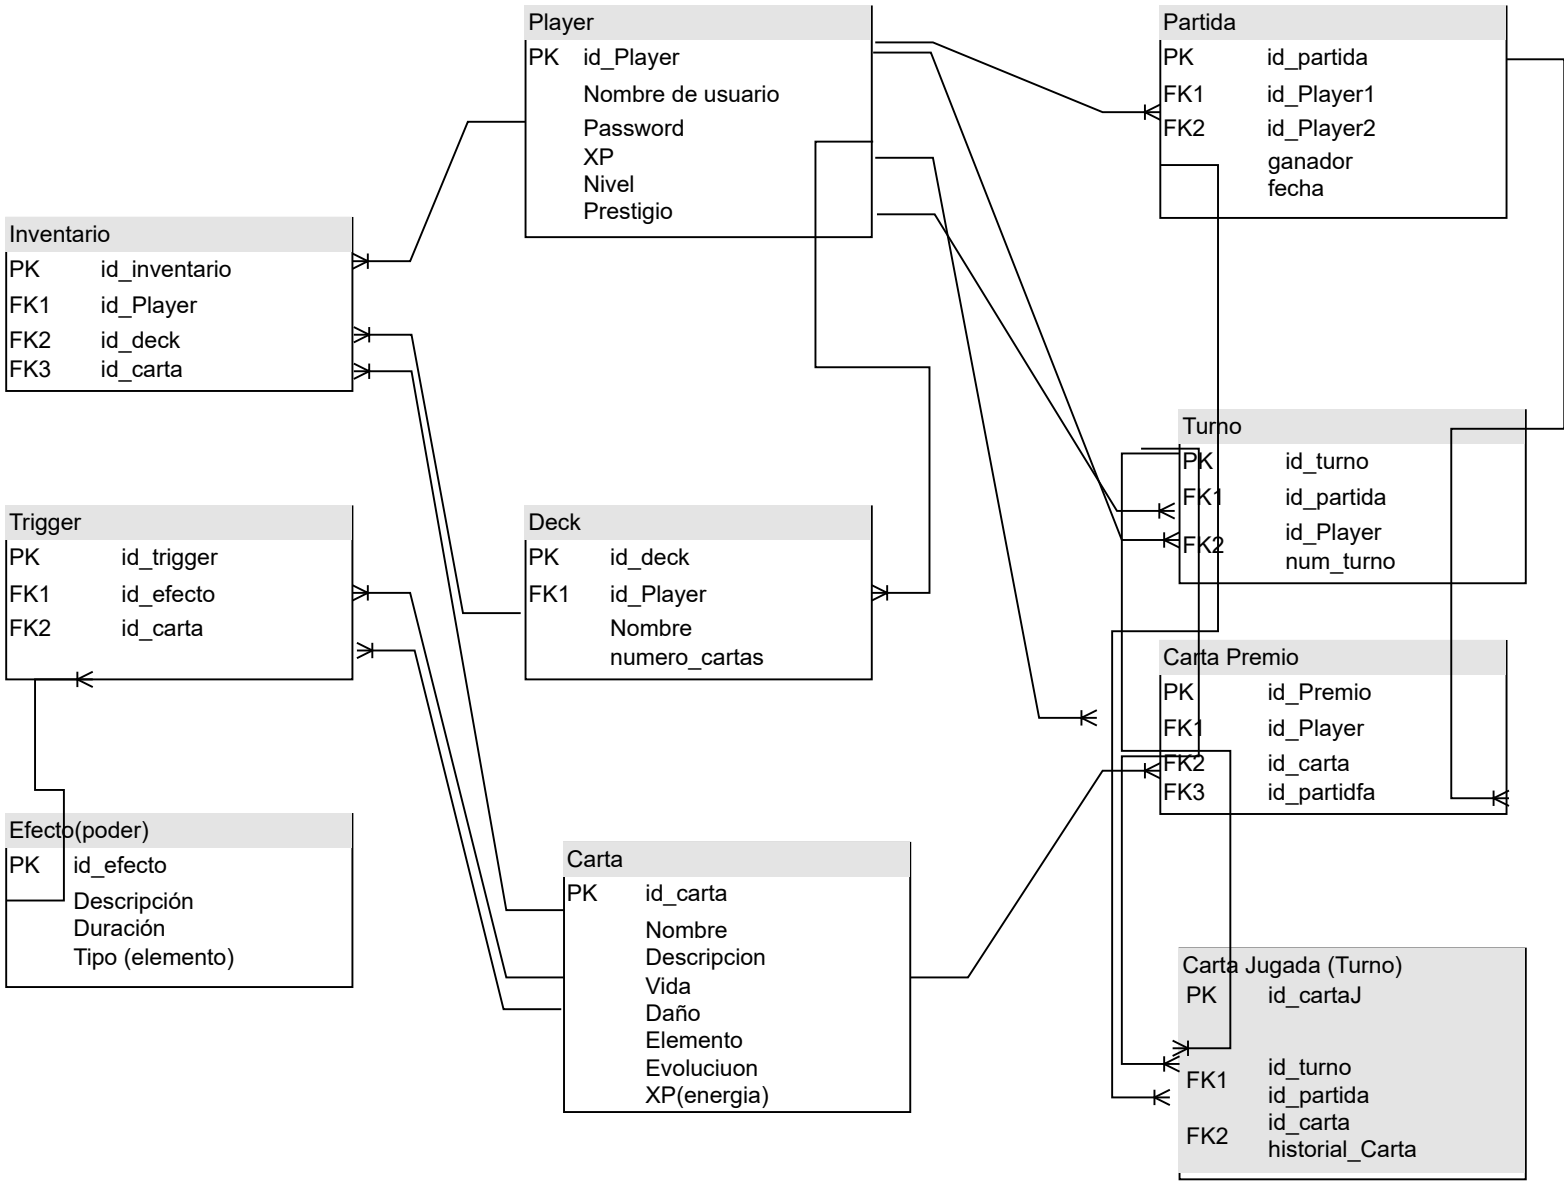 Player
PK id_Player
Nombre de usuario
Password
XP
Nivel
Prestigio
Partida
PK id_partida
FK1 id_Player1
FK2 id_Player2
ganador
fecha
Inventario
PK id_inventario
FK1 id_Player
FK2 id_deck
FK3 id_carta
Turno
PK id_turno
FK1 id_partida
FK2 id_Player
num_turno
Trigger
PK id_trigger
FK1 id_efecto
FK2 id_carta
Deck
PK id_deck
FK1 id_Player
Nombre
numero_cartas
Carta Premio
PK id_Premio
FK1 id_Player
FK2 id_carta
FK3 id_partidfa
Efecto(poder)
PK id_efecto
Descripción
Duración
Tipo (elemento)
Carta
PK id_carta
Nombre
Descripcion
Vida
Daño
Elemento
Evoluciuon
XP(energia)
Carta Jugada (Turno)
PK id_cartaJ
FK1 id_turno
id_partida
FK2 id_carta
historial_Carta